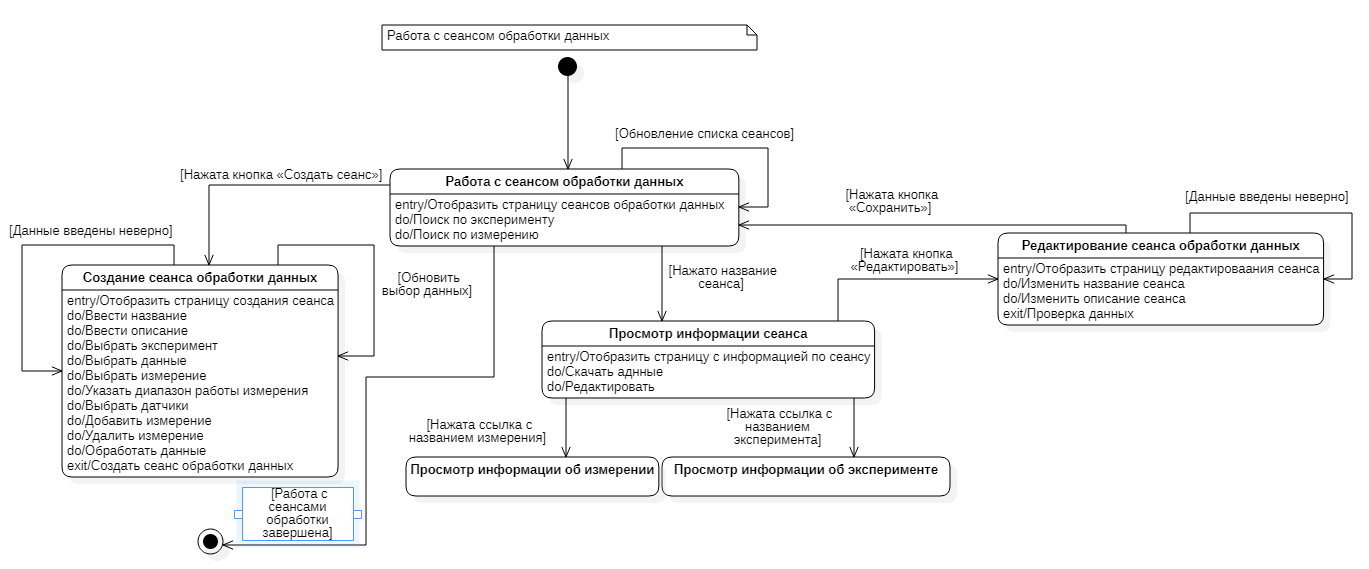 Работа с сеансом обработки данных
[Обновление списка сеансов]
[Нажата кнопка «Создать сеанс»]
Работа с сеансом обработки данных
entry/Отобразить страницу сеансов обработки данных
do/Поиск по эксперименту
do/Поиск по измерению
[Нажата кнопка
«Сохранить»]
[Данные введены неверно]
[Данные введены неверно]
Создание сеанса обработки данных
entry/Отобразить страницу создания сеанса
do/Ввести название
do/Ввести описание
do/Выбрать эксперимент
do/Выбрать данные
do/Выбрать измерение
do/Указать диапазон работы измерения
do/Выбрать датчики
do/Добавить измерение
do/Удалить измерение
do/Обработать данные
exit/Создать сеанс обработки данных
[Обновить
выбор данных]
[Нажато название
сеанса]
[Нажата кнопка
«Редактировать»]
Редактирование сеанса обработки данных
entry/Отобразить страницу редактироваания сеанса
do/Изменить название сеанса
do/Изменить описание сеанса
exit/Проверка данных
Просмотр информации сеанса
entry/Отобразить страницу с информацией по сеансу
do/Скачать аднные
do/Редактировать
[Нажата ссылка с
названием измерения]
[Нажата ссылка с
названием
эксперимента]
Просмотр информации об измерении
Просмотр информации об эксперименте
[Работа с
сеансами
обработки
завершена]